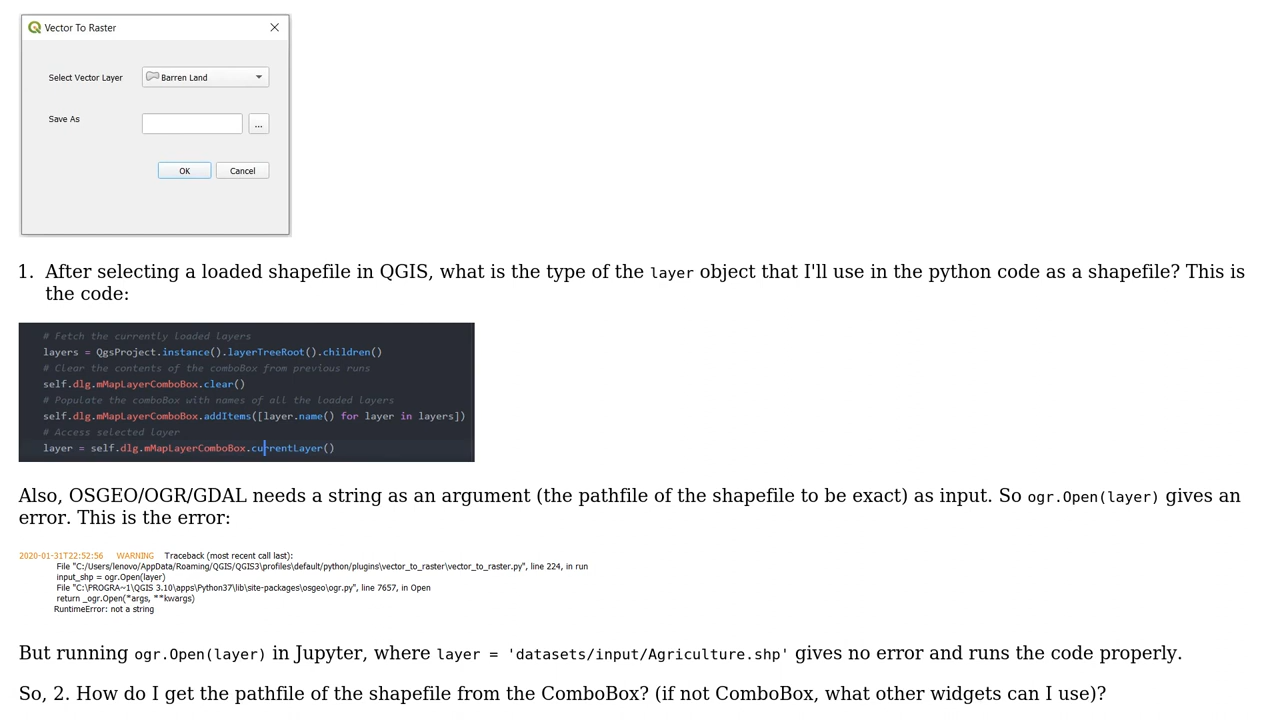 Vector To Raster
Select Vector Layer
Barren Land
Save As
...
OK
Cancel
1. After selecting a loaded shapefile in QGIS, what is the type of the layer object that I'll use in the python code as a shapefile? This is
the code:
# Fetch the currently loaded layers
layers = QgsProject.instance().layerTreeRoot().children()
# Clear the contents of the comboBox from previous runs
self.dlg.mMapLayerComboBox.clear()
# Populate the comboBox with names of all the loaded layers
self.dlg.mMapLayerComboBox.addItems([layer.name() for layer in layers])
# Access selected layer
layer = self.dlg.mMapLayerComboBox.currentLayer()
Also, OSGEO/OGR/GDAL needs a string as an argument (the pathfile of the shapefile to be exact) as input. So ogr.Open(layer) gives an
error. This is the error:
2020-01-31T22:52:56 WARNING Traceback (most recent call last):
File "C:/Users/lenovo/AppData/Roaming/QGIS/QGIS3\profiles\default/python/plugins\vector_to_raster\vector_to_raster.py", line 224, in run
input_shp = ogr.Open(layer)
File "C:\PROGRA~1\QGIS 3.10\apps\Python37\lib\site-packages\osgeo\ogr.py", line 7657, in Open
return _ogr.Open(*args, **kwargs)
RuntimeError: not a string
But running ogr.Open(layer) in Jupyter, where layer = 'datasets/input/Agriculture.shp' gives no error and runs the code properly.
So, 2. How do I get the pathfile of the shapefile from the ComboBox? (if not ComboBox, what other widgets can I use)?